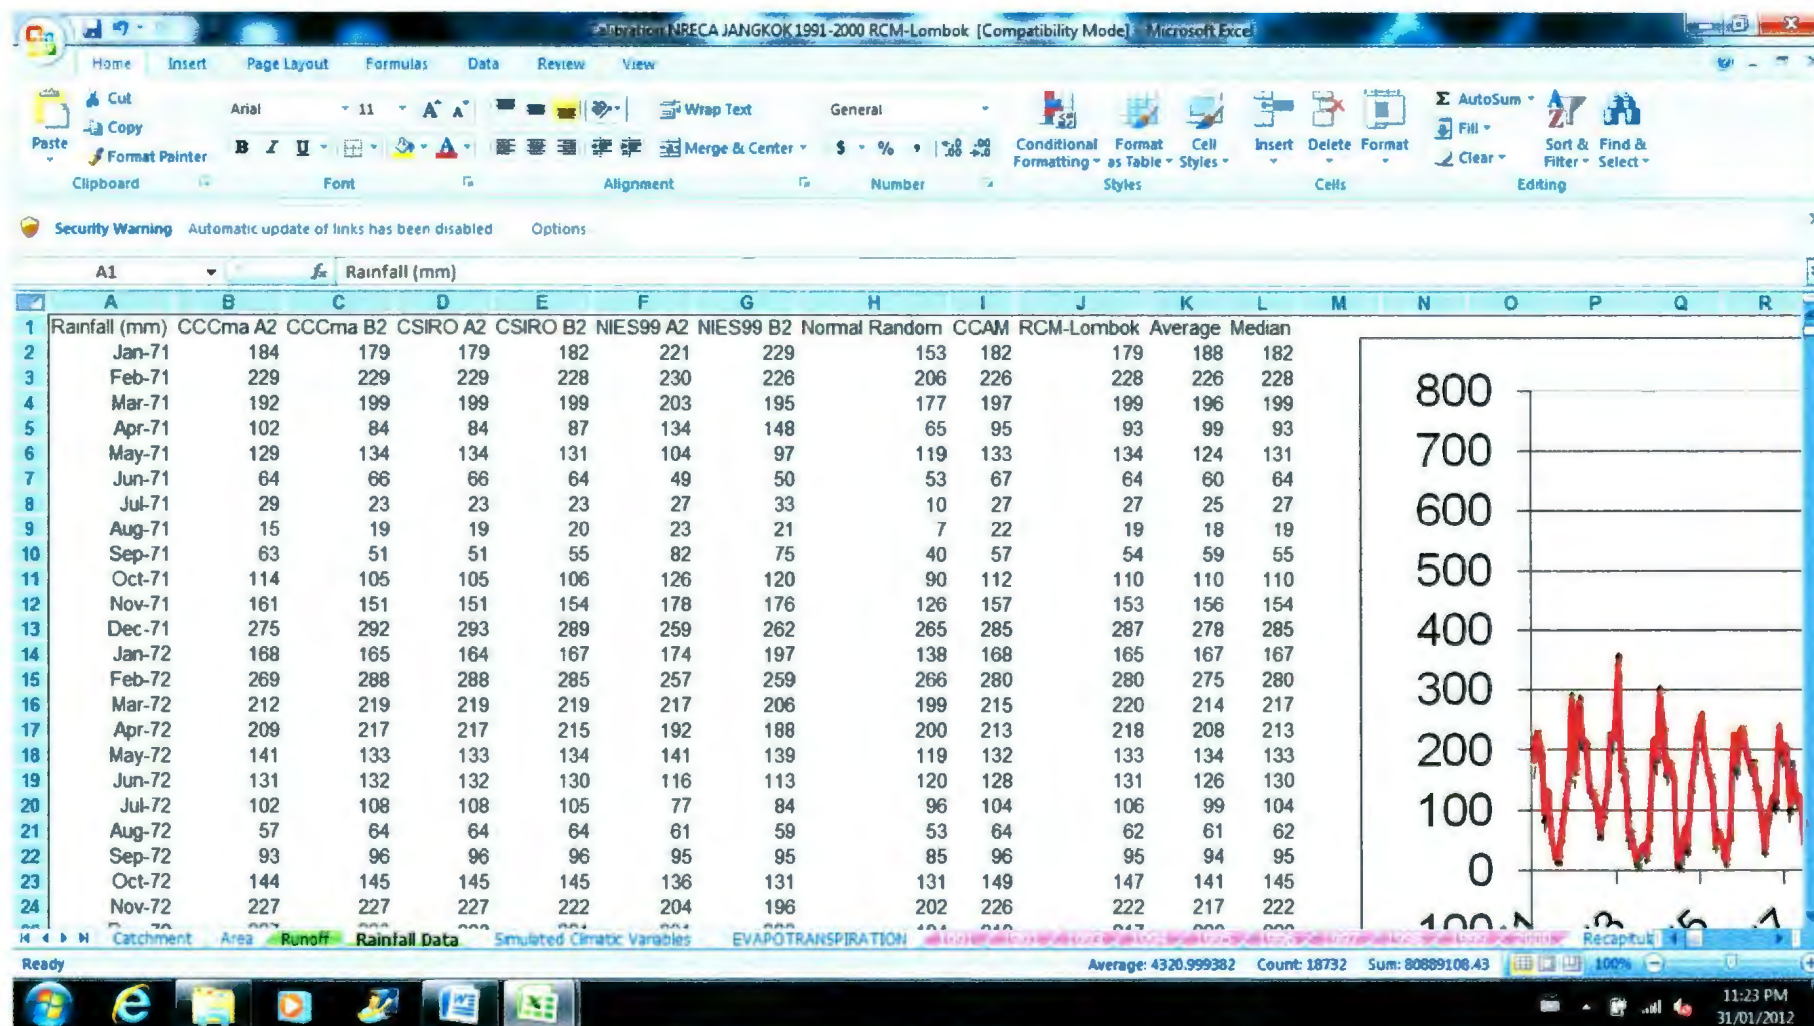 Calibration NRECA JANGKOK 1991-2000 RCM-Lombok [Compatibility Mode] - Microsoft Excel
Home Insert Page Layout Formulas Data Review View
Paste
Cut
Copy
Format Painter
Clipboard
Arial 11
B I U
Font
Wrap Text
Merge & Center
Alignment
General
$ %
Number
Conditional Formatting
Format as Table
Cell Styles
Styles
Insert Delete Format
Cells
Σ AutoSum
Fill
Clear
Sort & Filter
Find & Select
Editing
Security Warning Automatic update of links has been disabled Options
A1 fx Rainfall (mm)
A B C D E F G H I J K L M N O P Q R
1 Rainfall (mm) CCCma A2 CCCma B2 CSIRO A2 CSIRO B2 NIES99 A2 NIES99 B2 Normal Random CCAM RCM-Lombok Average Median
2 Jan-71 184 179 179 182 221 229 153 182 179 188 182
3 Feb-71 229 229 229 228 230 226 206 226 228 226 228
4 Mar-71 192 199 199 199 203 195 177 197 199 196 199
5 Apr-71 102 84 84 87 134 148 65 95 93 99 93
6 May-71 129 134 134 131 104 97 119 133 134 124 131
7 Jun-71 64 66 66 64 49 50 53 67 64 60 64
8 Jul-71 29 23 23 23 27 33 10 27 27 25 27
9 Aug-71 15 19 19 20 23 21 7 22 19 18 19
10 Sep-71 63 51 51 55 82 75 40 57 54 59 55
11 Oct-71 114 105 105 106 126 120 90 112 110 110 110
12 Nov-71 161 151 151 154 178 176 126 157 153 156 154
13 Dec-71 275 292 293 289 259 262 265 285 287 278 285
14 Jan-72 168 165 164 167 174 197 138 168 165 167 167
15 Feb-72 269 288 288 285 257 259 266 280 280 275 280
16 Mar-72 212 219 219 219 217 206 199 215 220 214 217
17 Apr-72 209 217 217 215 192 188 200 213 218 208 213
18 May-72 141 133 133 134 141 139 119 132 133 134 133
19 Jun-72 131 132 132 130 116 113 120 128 131 126 130
20 Jul-72 102 108 108 105 77 84 96 104 106 99 104
21 Aug-72 57 64 64 64 61 59 53 64 62 61 62
22 Sep-72 93 96 96 96 95 95 85 96 95 94 95
23 Oct-72 144 145 145 145 136 131 131 149 147 141 145
24 Nov-72 227 227 227 222 204 196 202 226 222 217 222
800
700
600
500
400
300
200
100
0
Catchment Area Runoff Rainfall Data Simulated Climatic Variables EVAPOTRANSPIRATION
Ready Average: 4320.999382 Count: 18732 Sum: 80889108.43 100%
11:23 PM
31/01/2012